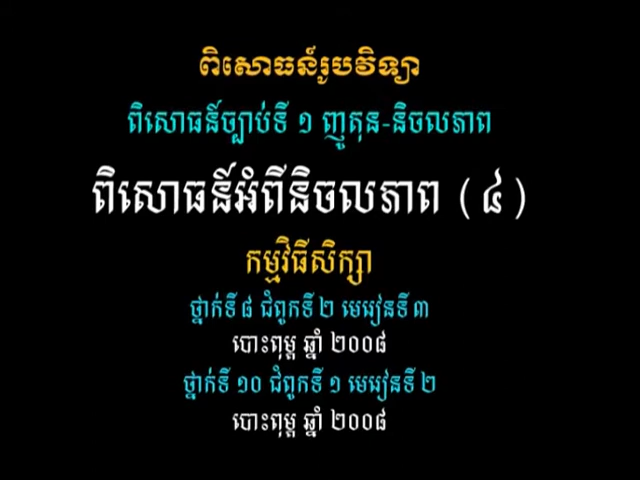 ពិសោធន៍រូបវិទ្យា
ពិសោធន៍ច្បាប់ទី ១ ញូតុន-និចលភាព
ពិសោធន៍អំពីនិចលភាព (៤)
កម្មវិធីសិក្សា
ថ្នាក់ទី ៨ ជំពូកទី ២ មេរៀនទី ៣
បោះពុម្ព ឆ្នាំ ២០០៨
ថ្នាក់ទី ១០ ជំពូកទី ១ មេរៀនទី ២
បោះពុម្ព ឆ្នាំ ២០០៨